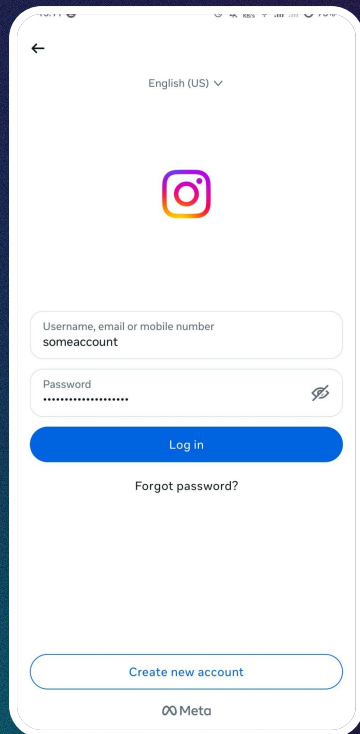 English (US)
Username, email or mobile number
someaccount
Password
••••••••••••••••••••
Log in
Forgot password?
Create new account
Meta